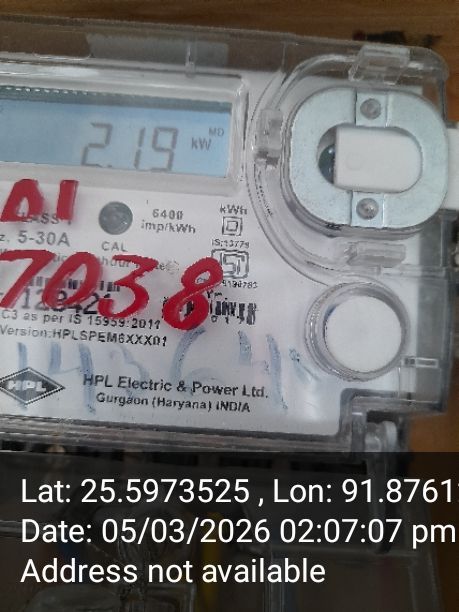 2.19 MD kW
6400
imp/kWh
kWh
z. 5-30A
CAL
IS:13779
7038
C3 as per IS 15959:2011
Version:HPLSPEM6XXX01
HPL
HPL Electric & Power Ltd.
Gurgaon (Haryana) INDIA
Lat: 25.5973525 , Lon: 91.8761
Date: 05/03/2026 02:07:07 pm
Address not available